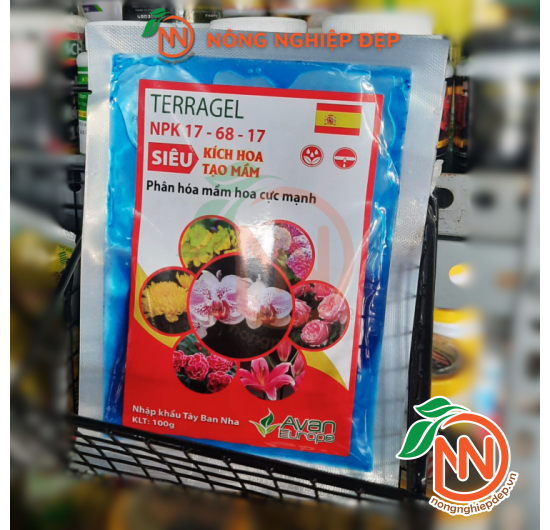 NÔNG NGHIỆP ĐẸP
TERRAGEL
NPK 17 - 68 - 17
SIÊU
KÍCH HOA
TẠO MẦM
Phân hóa mầm hoa cực mạnh
Nhập khẩu Tây Ban Nha
KLT: 100g
Avan
Europe
nongnghiepdep.vn